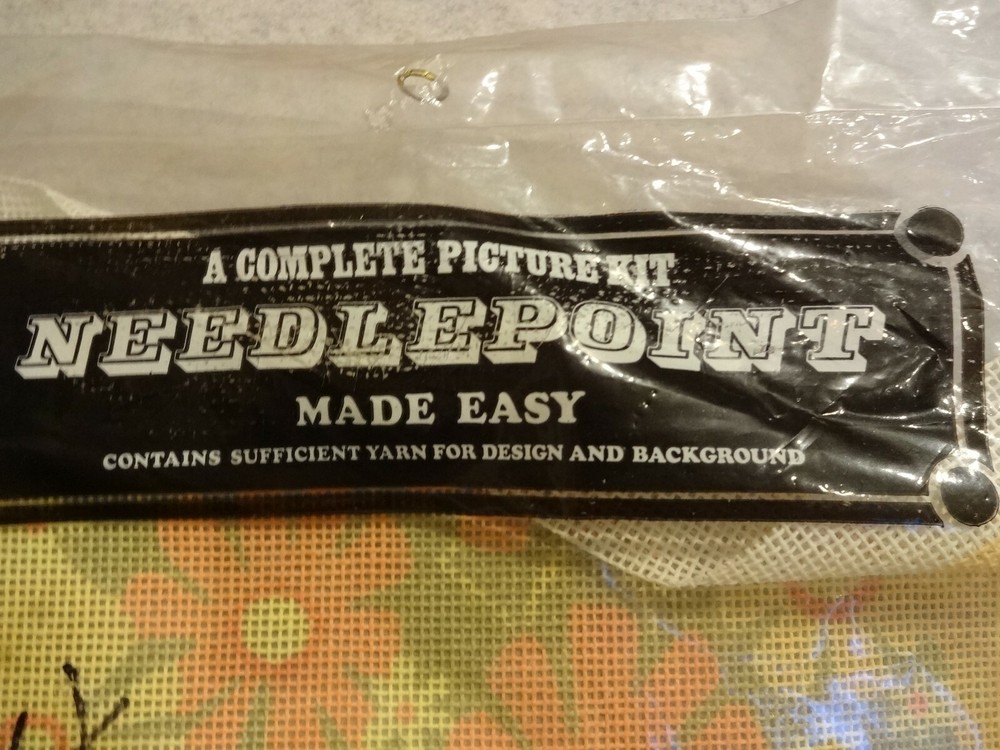 A COMPLETE PICTURE KIT
NEEDLEPOINT
MADE EASY
CONTAINS SUFFICIENT YARN FOR DESIGN AND BACKGROUND